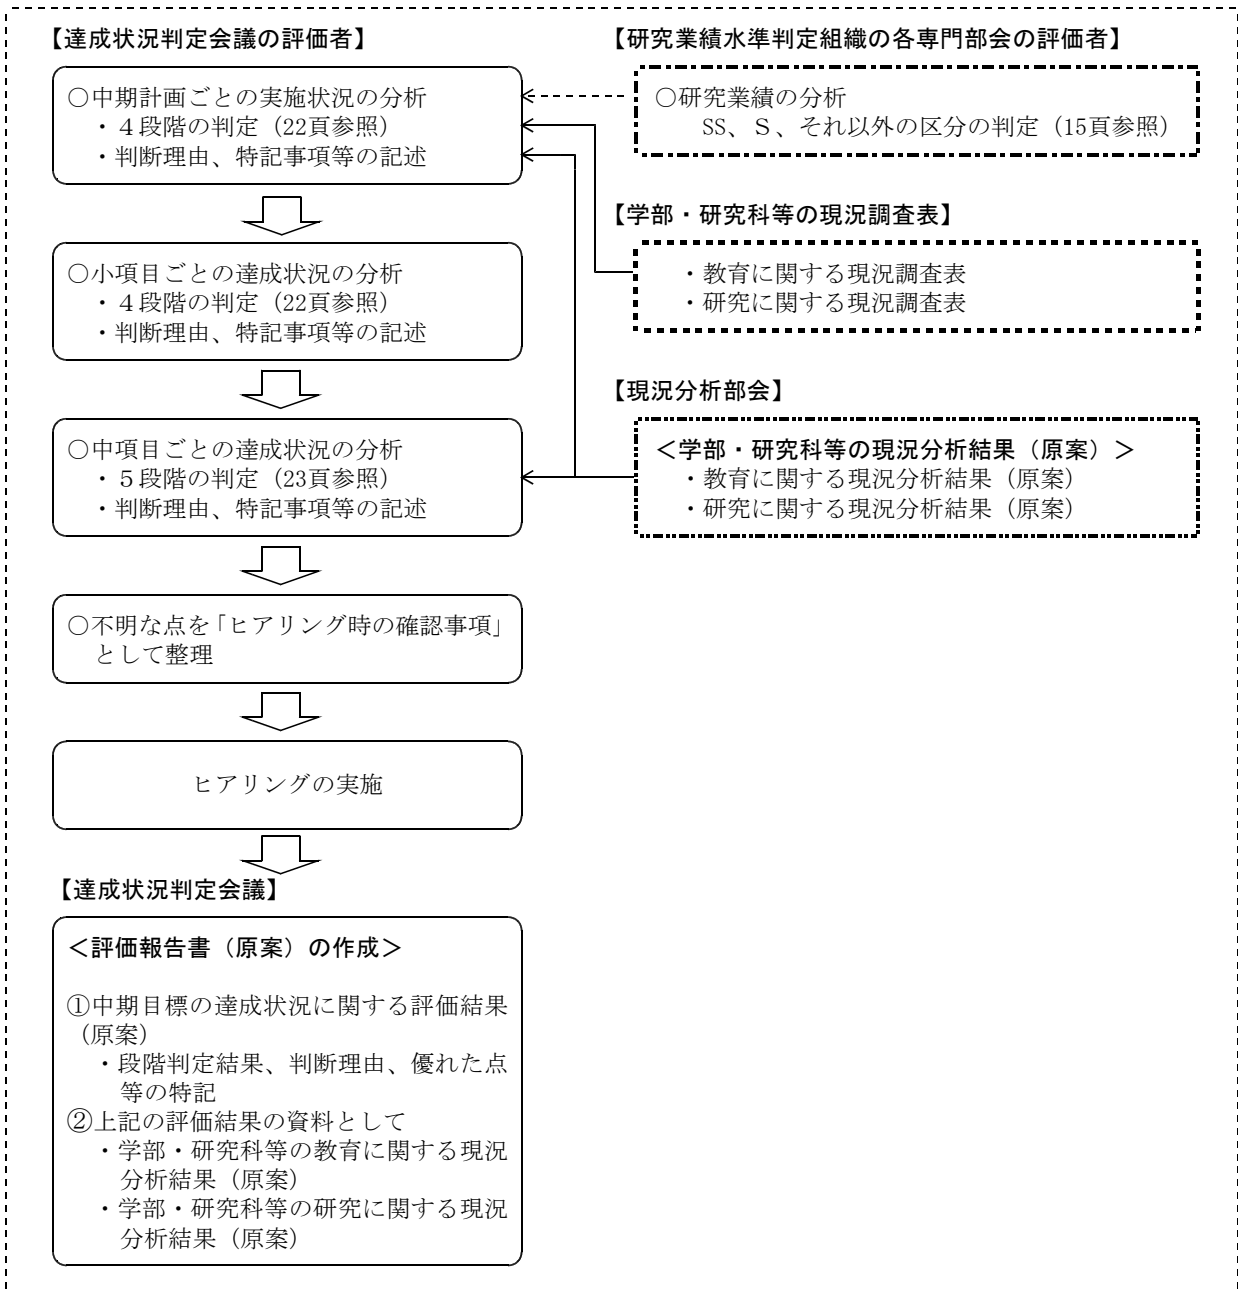 【達成状況判定会議の評価者】
○中期計画ごとの実施状況の分析
・４段階の判定（22頁参照）
・判断理由、特記事項等の記述
○小項目ごとの達成状況の分析
・４段階の判定（22頁参照）
・判断理由、特記事項等の記述
○中項目ごとの達成状況の分析
・５段階の判定（23頁参照）
・判断理由、特記事項等の記述
○不明な点を「ヒアリング時の確認事項」
として整理
ヒアリングの実施
【達成状況判定会議】
＜評価報告書（原案）の作成＞
①中期目標の達成状況に関する評価結果
（原案）
・段階判定結果、判断理由、優れた点
等の特記
②上記の評価結果の資料として
・学部・研究科等の教育に関する現況
分析結果（原案）
・学部・研究科等の研究に関する現況
分析結果（原案）
【研究業績水準判定組織の各専門部会の評価者】
○研究業績の分析
SS、Ｓ、それ以外の区分の判定（15頁参照）
【学部・研究科等の現況調査表】
・教育に関する現況調査表
・研究に関する現況調査表
【現況分析部会】
＜学部・研究科等の現況分析結果（原案）＞
・教育に関する現況分析結果（原案）
・研究に関する現況分析結果（原案）